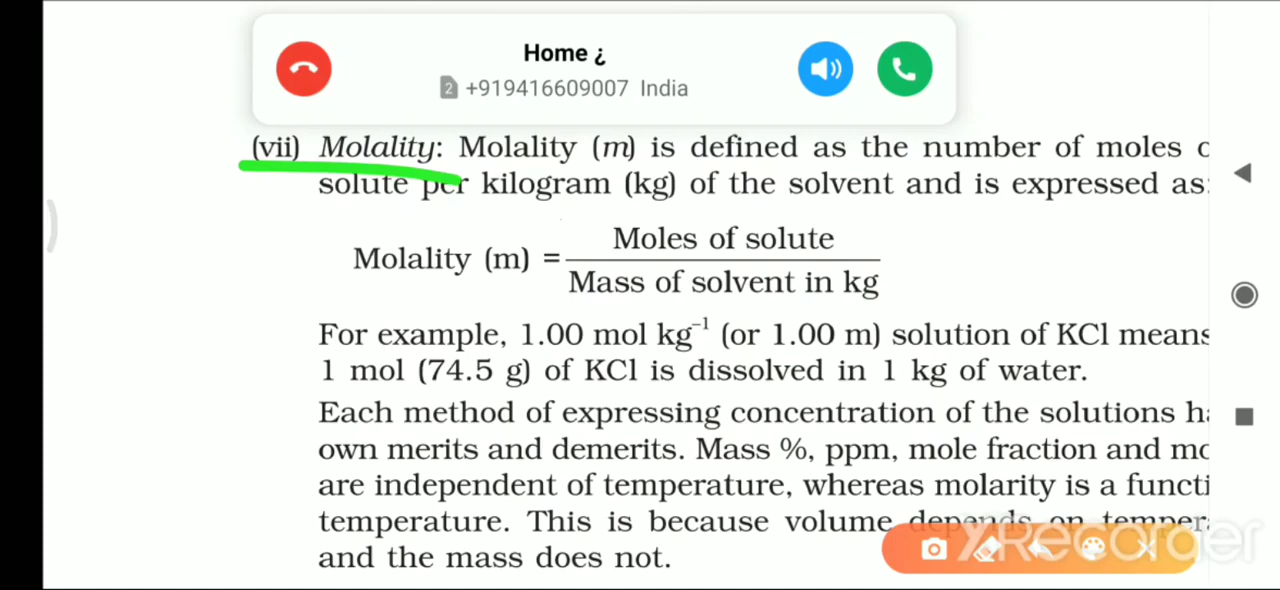 Home ¿
2 +919416609007 India
(vii) Molality: Molality (m) is defined as the number of moles
solute per kilogram (kg) of the solvent and is expressed as:
Moles of solute
Molality (m) =
Mass of solvent in kg
For example, 1.00 mol kg⁻¹ (or 1.00 m) solution of KCl means
1 mol (74.5 g) of KCl is dissolved in 1 kg of water.
Each method of expressing concentration of the solutions
own merits and demerits. Mass %, ppm, mole fraction and
are independent of temperature, whereas molarity is a
temperature. This is because volume depends on
and the mass does not.
XRecorder